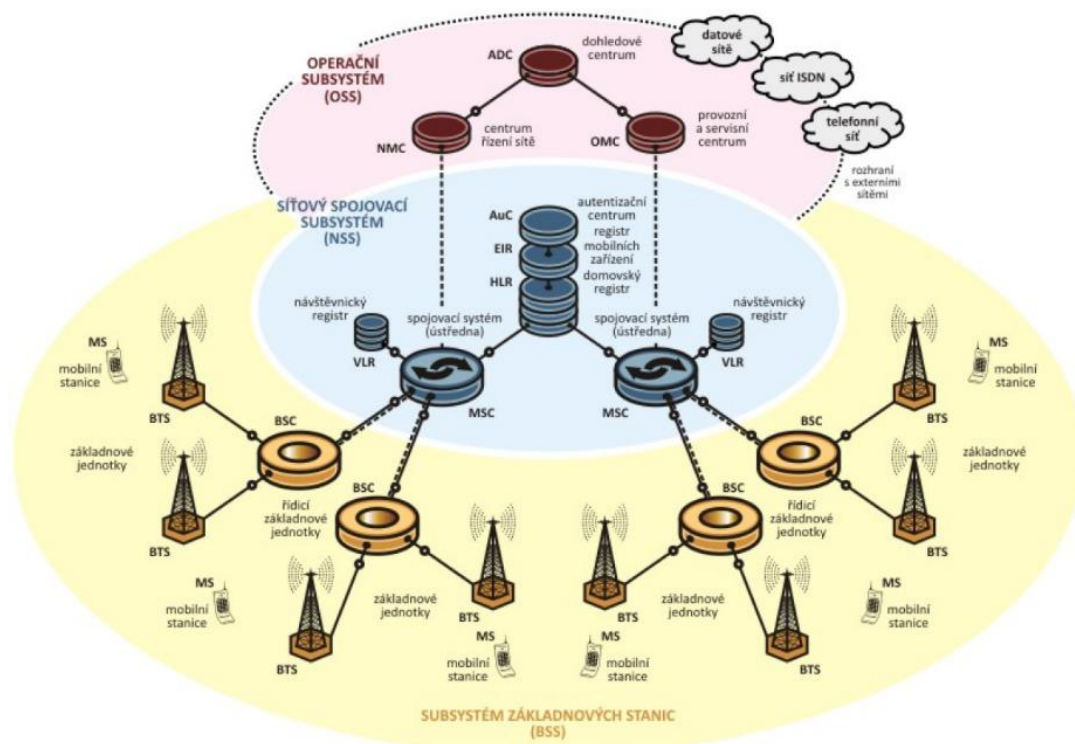 datové
sítě
síť ISDN
telefonní
síť
rozhraní
s externími
sítěmi
OPERAČNÍ
SUBSYSTÉM
(OSS)
ADC
dohledové
centrum
NMC
centrum
řízení sítě
OMC
provozní
a servisní
centrum
SÍŤOVÝ SPOJOVACÍ
SUBSYSTÉM
(NSS)
AuC
autentizační
centrum
EIR
registr
mobilních
zařízení
HLR
domovský
registr
návštěvnický
registr
VLR
spojovací systém
(ústředna)
MSC
spojovací systém
(ústředna)
MSC
návštěvnický
registr
VLR
MS
mobilní
stanice
BTS
BSC
základnové
jednotky
BTS
řídicí
základnové
jednotky
BSC
MS
mobilní
stanice
BTS
základnové
jednotky
BTS
MS
mobilní
stanice
MS
mobilní
stanice
BTS
BSC
základnové
jednotky
BTS
řídicí
základnové
jednotky
BSC
BTS
základnové
jednotky
MS
mobilní
stanice
BTS
MS
mobilní
stanice
SUBSYSTÉM ZÁKLADNOVÝCH STANIC
(BSS)